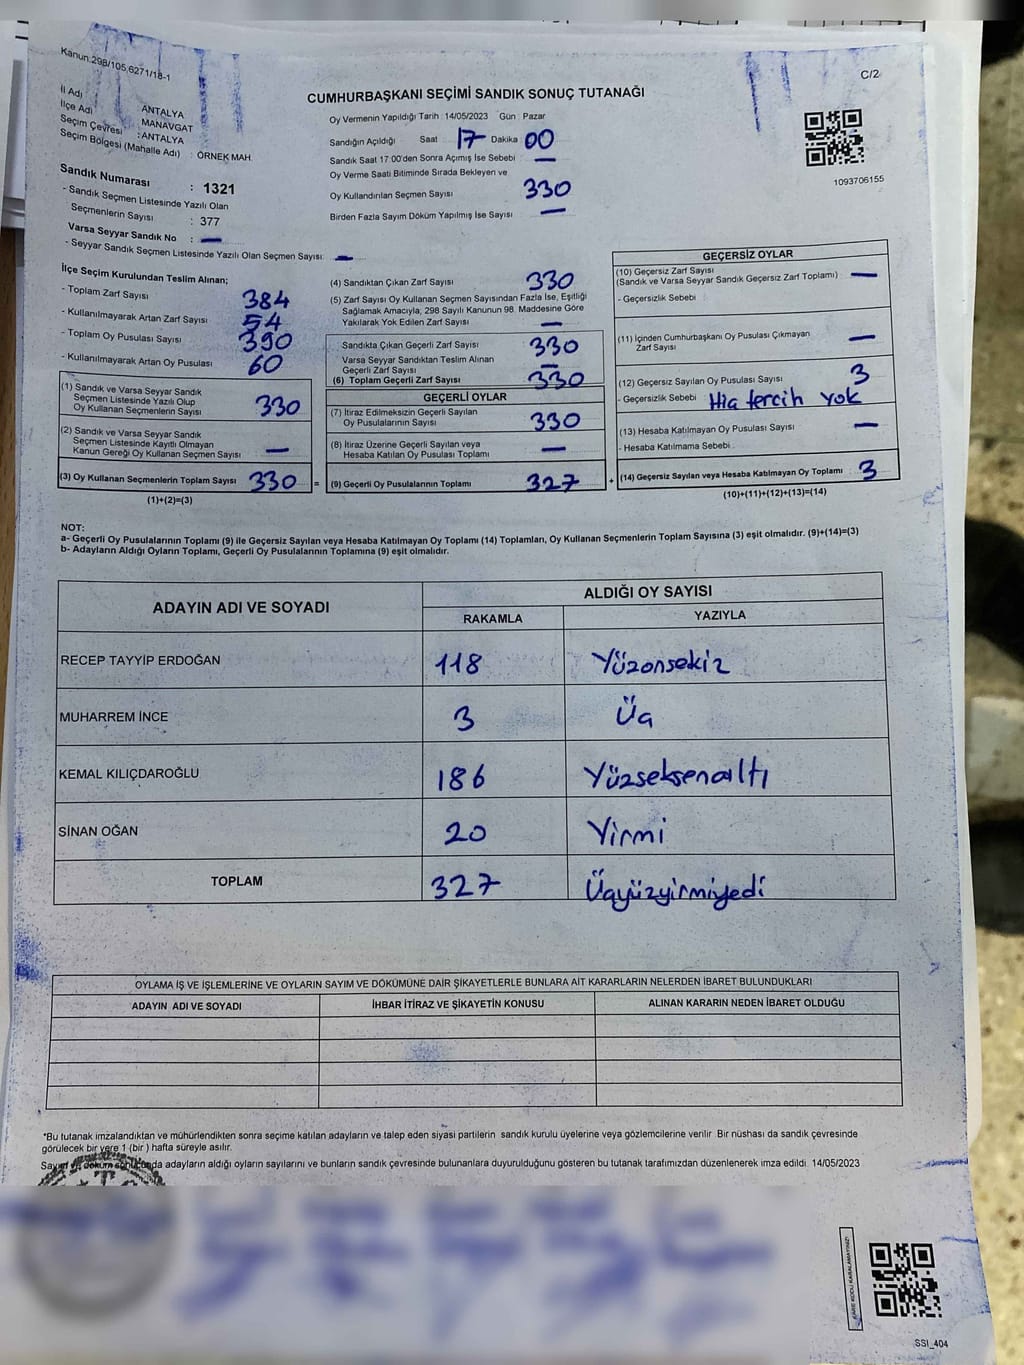 Kanun 298/105,6271/18-1
C/2
CUMHURBAŞKANI SEÇİMİ SANDIK SONUÇ TUTANAĞI
İl Adı : ANTALYA
İlçe Adı : MANAVGAT
Seçim Çevresi : ANTALYA
Seçim Bölgesi (Mahalle Adı) : ÖRNEK MAH.
Sandık Numarası : 1321
- Sandık Seçmen Listesinde Yazılı Olan
Seçmenlerin Sayısı : 377
Varsa Seyyar Sandık No : —
- Seyyar Sandık Seçmen Listesinde Yazılı Olan Seçmen Sayısı: —
Oy Vermenin Yapıldığı Tarih : 14/05/2023 Gün : Pazar
Sandığın Açıldığı Saat 17 Dakika 00
Sandık Saat 17:00'den Sonra Açımış İse Sebebi —
Oy Verme Saati Bitiminde Sırada Bekleyen ve
Oy Kullandırılan Seçmen Sayısı 330
Birden Fazla Sayım Döküm Yapılmış İse Sayısı —
1093706155
İlçe Seçim Kurulundan Teslim Alınan;
- Toplam Zarf Sayısı 384
- Kullanılmayarak Artan Zarf Sayısı 54
- Toplam Oy Pusulası Sayısı 390
- Kullanılmayarak Artan Oy Pusulası 60
(1) Sandık ve Varsa Seyyar Sandık
Seçmen Listesinde Yazılı Olup
Oy Kullanan Seçmenlerin Sayısı 330
(2) Sandık ve Varsa Seyyar Sandık
Seçmen Listesinde Kayıtlı Olmayan
Kanun Gereği Oy Kullanan Seçmen Sayısı —
(3) Oy Kullanan Seçmenlerin Toplam Sayısı 330 =
(1)+(2)=(3)
(4) Sandıktan Çıkan Zarf Sayısı 330
(5) Zarf Sayısı Oy Kullanan Seçmen Sayısından Fazla İse, Eşitliği
Sağlamak Amacıyla, 298 Sayılı Kanunun 98. Maddesine Göre
Yakılarak Yok Edilen Zarf Sayısı —
Sandıkta Çıkan Geçerli Zarf Sayısı 330
Varsa Seyyar Sandıktan Teslim Alınan
Geçerli Zarf Sayısı —
(6) Toplam Geçerli Zarf Sayısı 330
GEÇERLİ OYLAR
(7) İtiraz Edilmeksizin Geçerli Sayılan
Oy Pusulalarının Sayısı 330
(8) İtiraz Üzerine Geçerli Sayılan veya
Hesaba Katılan Oy Pusulası Toplamı —
(9) Geçerli Oy Pusulalarının Toplamı 327 +
GEÇERSİZ OYLAR
(10) Geçersiz Zarf Sayısı —
(Sandık ve Varsa Seyyar Sandık Geçersiz Zarf Toplamı)
- Geçersizlik Sebebi
(11) İçinden Cumhurbaşkanı Oy Pusulası Çıkmayan
Zarf Sayısı —
(12) Geçersiz Sayılan Oy Pusulası Sayısı 3
- Geçersizlik Sebebi Hiç tercih yok
(13) Hesaba Katılmayan Oy Pusulası Sayısı —
- Hesaba Katılmama Sebebi :
(14) Geçersiz Sayılan veya Hesaba Katılmayan Oy Toplamı 3
(10)+(11)+(12)+(13)=(14)
NOT:
a- Geçerli Oy Pusulalarının Toplamı (9) ile Geçersiz Sayılan veya Hesaba Katılmayan Oy Toplamı (14) Toplamları, Oy Kullanan Seçmenlerin Toplam Sayısına (3) eşit olmalıdır. (9)+(14)=(3)
b- Adayların Aldığı Oyların Toplamı, Geçerli Oy Pusulalarının Toplamına (9) eşit olmalıdır.
ADAYIN ADI VE SOYADI ALDIĞI OY SAYISI
RAKAMLA YAZIYLA
RECEP TAYYİP ERDOĞAN 118 Yüzonsekiz
MUHARREM İNCE 3 Üç
KEMAL KILIÇDAROĞLU 186 Yüzseksenaltı
SİNAN OĞAN 20 Yirmi
TOPLAM 327 Üçyüzyirmiyedi
OYLAMA İŞ VE İŞLEMLERİNE VE OYLARIN SAYIM VE DÖKÜMÜNE DAİR ŞİKAYETLERLE BUNLARA AİT KARARLARIN NELERDEN İBARET BULUNDUKLARI
ADAYIN ADI VE SOYADI İHBAR İTİRAZ VE ŞİKAYETİN KONUSU ALINAN KARARIN NEDEN İBARET OLDUĞU
*Bu tutanak imzalandıktan ve mühürlendikten sonra seçime katılan adayların ve talep eden siyasi partilerin sandık kurulu üyelerine veya gözlemcilerine verilir. Bir nüshası da sandık çevresinde
görülecek bir yere 1 (bir ) hafta süreyle asılır.
Sayım ve döküm sonucunda adayların aldığı oyların sayılarını ve bunların sandık çevresinde bulunanlara duyurulduğunu gösteren bu tutanak tarafımızdan düzenlenerek imza edildi. 14/05/2023
KARE KODU KARALAMAYINIZ!
SSI_404